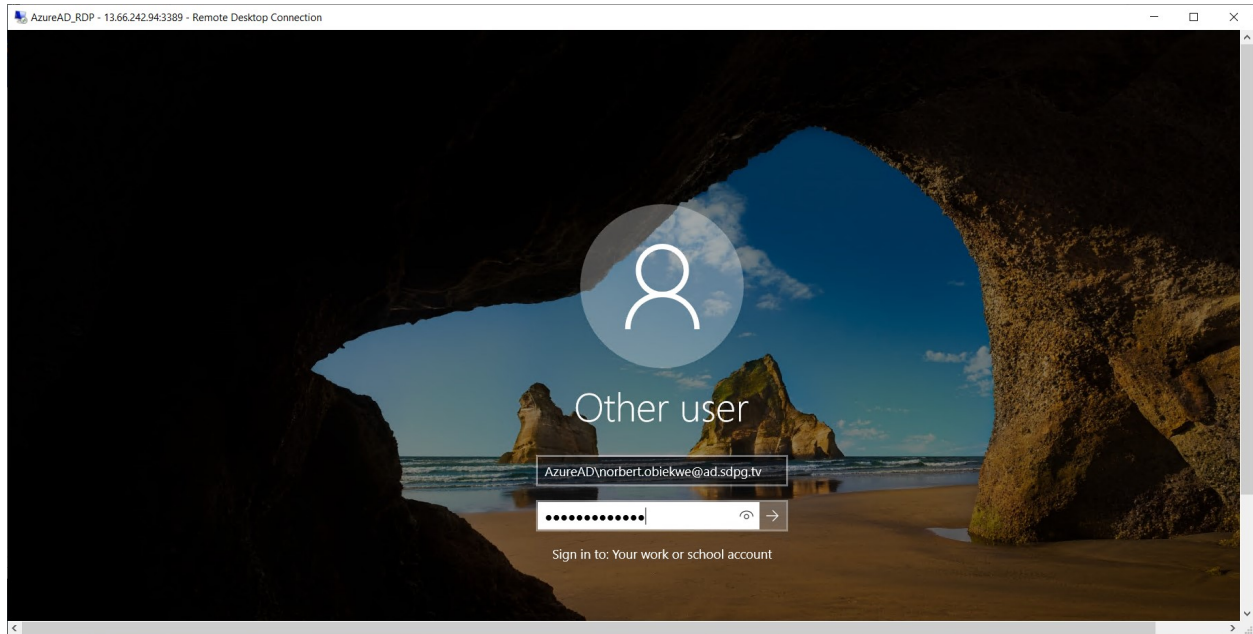 AzureAD_RDP - 13.66.242.94:3389 - Remote Desktop Connection
Other user
AzureAD\norbert.obiekwe@ad.sdpg.tv
Sign in to: Your work or school account